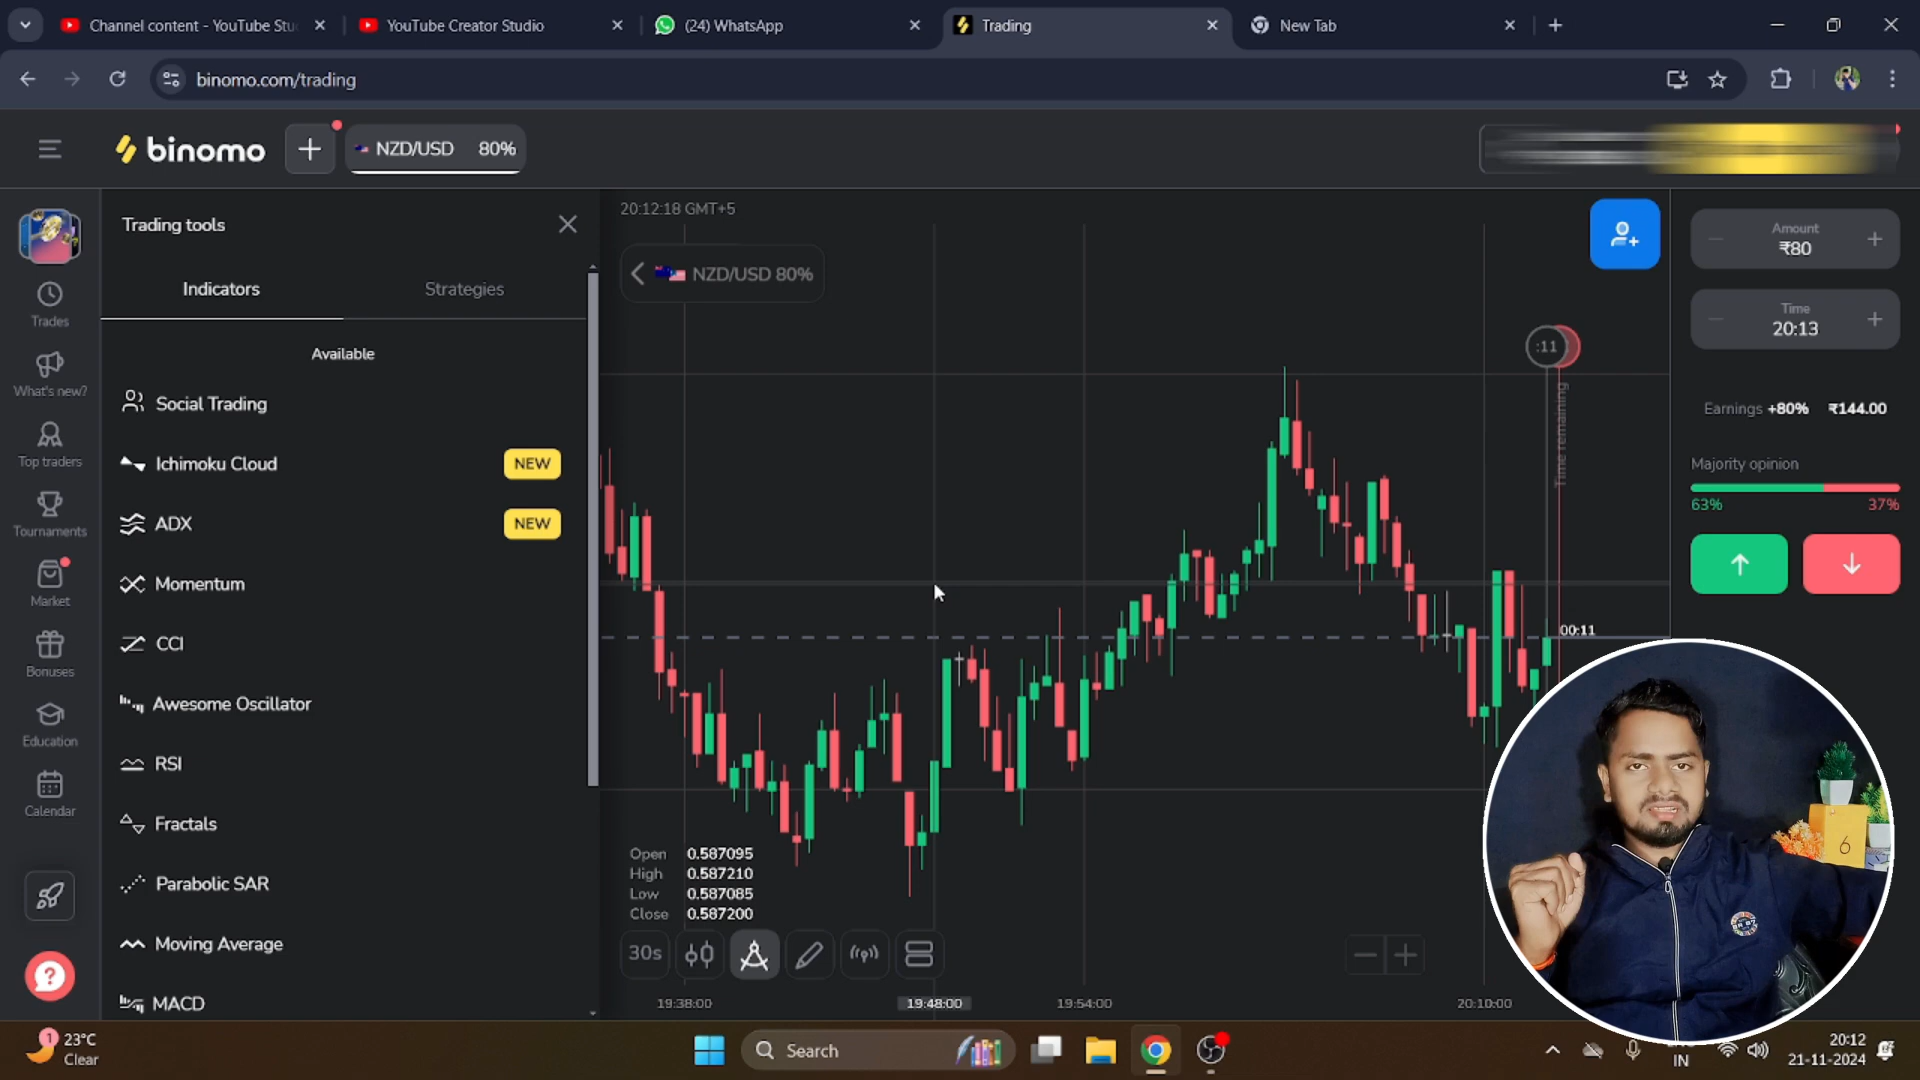 Channel content - YouTube Stu
YouTube Creator Studio
(24) WhatsApp
Trading
New Tab
binomo.com/trading
binomo
NZD/USD 80%
Trading tools
Indicators
Strategies
Available
Social Trading
Ichimoku Cloud NEW
ADX NEW
Momentum
CCI
Awesome Oscillator
RSI
Fractals
Parabolic SAR
Moving Average
MACD
Trades
What's new?
Top traders
Tournaments
Market
Bonuses
Education
Calendar
20:12:18 GMT+5
NZD/USD 80%
:11
Time remaining
00:11
Open 0.587095
High 0.587210
Low 0.587085
Close 0.587200
30s
19:38:00
19:48:00
19:54:00
20:10:00
Amount
₹80
Time
20:13
Earnings +80% ₹144.00
Majority opinion
63% 37%
6
1
23°C
Clear
Search
IN
20:12
21-11-2024